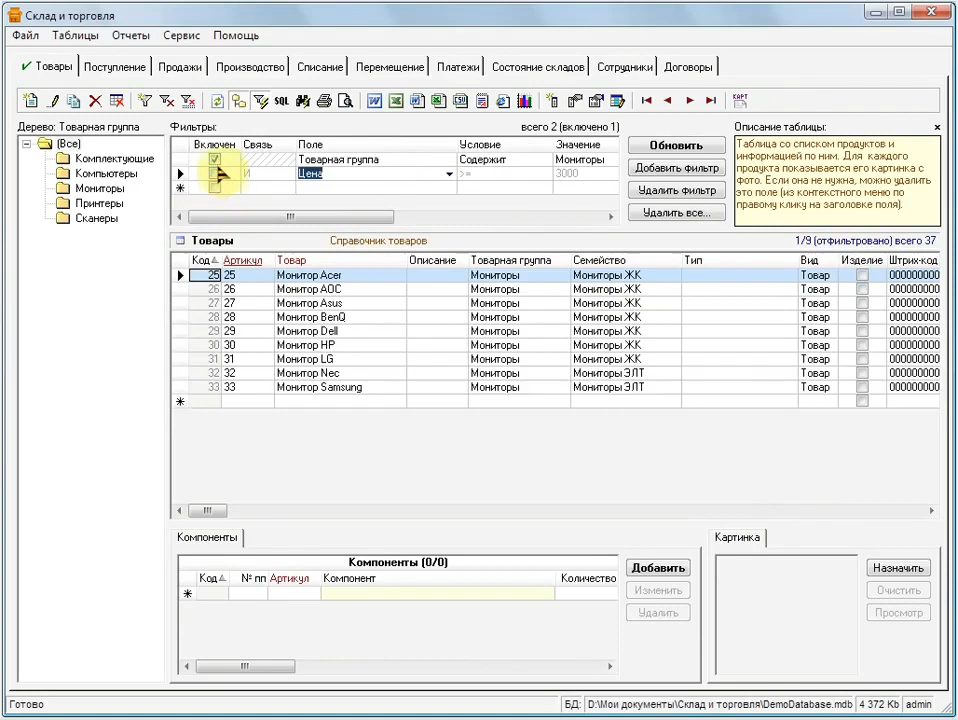 Склад и торговля
Файл Таблицы Отчеты Сервис Помощь
Товары Поступление Продажи Производство Списание Перемещение Платежи Состояние складов Сотрудники Договоры
SQL CSV КАРТ
Дерево: Товарная группа
(Все)
Комплектующие
Компьютеры
Мониторы
Принтеры
Сканеры
Фильтры: всего 2 (включено 1)
Включен Связь Поле Условие Значение
Товарная группа Содержит Мониторы
И Цена >= 3000
Обновить
Добавить фильтр
Удалить фильтр
Удалить все...
Описание таблицы:
Таблица со списком продуктов и
информацией по ним. Для каждого
продукта показывается его картинка с
фото. Если она не нужна, можно удалить
это поле (из контекстного меню по
правому клику на заголовке поля).
Товары Справочник товаров 1/9 (отфильтровано) всего 37
Код Артикул Товар Описание Товарная группа Семейство Тип Вид Изделие Штрих-код
25 25 Монитор Acer Мониторы Мониторы ЖК Товар 000000000
26 26 Монитор AOC Мониторы Мониторы ЖК Товар 000000000
27 27 Монитор Asus Мониторы Мониторы ЖК Товар 000000000
28 28 Монитор BenQ Мониторы Мониторы ЖК Товар 000000000
29 29 Монитор Dell Мониторы Мониторы ЖК Товар 000000000
30 30 Монитор HP Мониторы Мониторы ЖК Товар 000000000
31 31 Монитор LG Мониторы Мониторы ЖК Товар 000000000
32 32 Монитор Nec Мониторы Мониторы ЭЛТ Товар 000000000
33 33 Монитор Samsung Мониторы Мониторы ЭЛТ Товар 000000000
Компоненты
Компоненты (0/0)
Код № пп Артикул Компонент Количество
Добавить
Изменить
Удалить
Картинка
Назначить
Очистить
Просмотр
Готово БД: D:\Мои документы\Склад и торговля\DemoDatabase.mdb 4 372 Kb admin